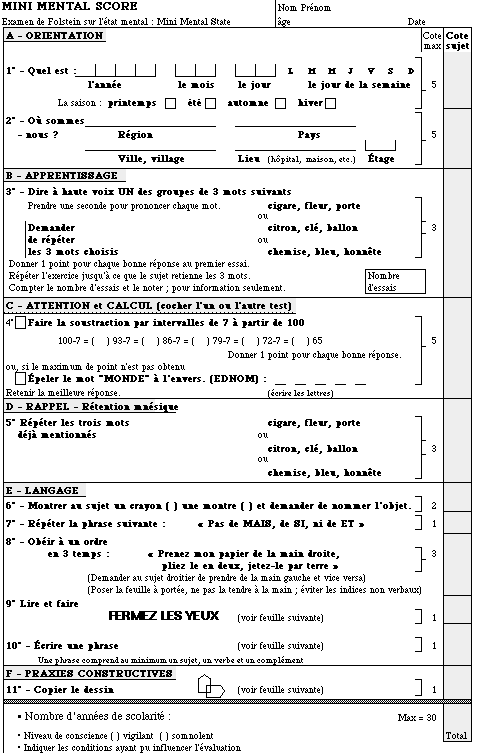 MINI MENTAL SCORE
Nom Prénom
Examen de Folstein sur l'état mental : Mini Mental State
âge
Date
A - ORIENTATION
Cote max
Cote sujet
1° - Quel est :
L M M J V S D
l'année le mois le jour le jour de la semaine
5
La saison : printemps été automne hiver
2° - Où sommes
- nous ?
Région Pays
5
Ville, village Lieu (hôpital, maison, etc.) Étage
B - APPRENTISSAGE
3° - Dire à haute voix UN des groupes de 3 mots suivants
Prendre une seconde pour prononcer chaque mot. cigare, fleur, porte
ou
Demander citron, clé, ballon
3
de répéter ou
les 3 mots choisis chemise, bleu, honnête
Donner 1 point pour chaque bonne réponse au premier essai.
Répéter l'exercice jusqu'à ce que le sujet retienne les 3 mots.
Compter le nombre d'essais et le noter ; pour information seulement.
Nombre
d'essais
C - ATTENTION et CALCUL (cocher l'un ou l'autre test)
4° Faire la soustraction par intervalles de 7 à partir de 100
100-7 = ( ) 93-7 = ( ) 86-7 = ( ) 79-7 = ( ) 72-7 = ( ) 65
5
Donner 1 point pour chaque bonne réponse.
ou, si le maximum de point n'est pas obtenu
Épeler le mot "MONDE" à l'envers. (EDNOM) : _ _ _ _ _
Retenir la meilleure réponse. (écrire les lettres)
D - RAPPEL - Rétention mnésique
5° Répéter les trois mots cigare, fleur, porte
déjà mentionnés ou
citron, clé, ballon
3
ou
chemise, bleu, honnête
E - LANGAGE
6° - Montrer au sujet un crayon ( ) une montre ( ) et demander de nommer l'objet. 2
7° - Répéter la phrase suivante : « Pas de MAIS, de SI, ni de ET » 1
8° - Obéir à un ordre
en 3 temps : « Prenez mon papier de la main droite,
3
pliez le en deux, jetez-le par terre »
(Demander au sujet droitier de prendre de la main gauche et vice versa)
(Poser la feuille à portée, ne pas la tendre à la main ; éviter les indices non verbaux)
9° Lire et faire
FERMEZ LES YEUX (voir feuille suivante) 1
10° - Écrire une phrase (voir feuille suivante) 1
Une phrase comprend au minimum un sujet, un verbe et un complément
F - PRAXIES CONSTRUCTIVES
11° - Copier le dessin (voir feuille suivante) 1
• Nombre d'années de scolarité : Max = 30
• Niveau de conscience ( ) vigilant ( ) somnolent
Total
• Indiquer les conditions ayant pu influencer l'évaluation